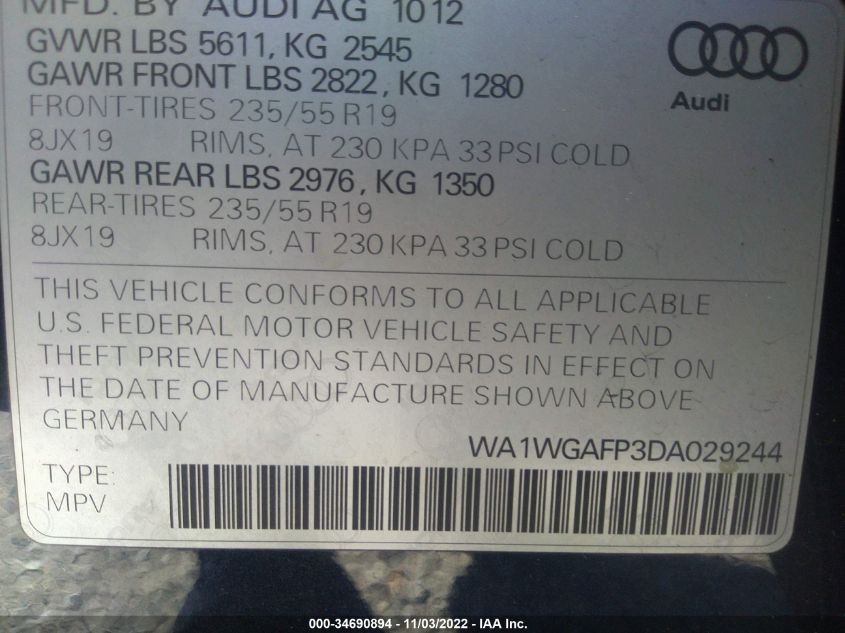 MFD. BY AUDI AG 10 12
GVWR LBS 5611, KG 2545
GAWR FRONT LBS 2822, KG 1280
FRONT-TIRES 235/55 R19
8JX19 RIMS, AT 230 KPA 33 PSI COLD
GAWR REAR LBS 2976, KG 1350
REAR-TIRES 235/55 R19
8JX19 RIMS, AT 230 KPA 33 PSI COLD
Audi
THIS VEHICLE CONFORMS TO ALL APPLICABLE
U.S. FEDERAL MOTOR VEHICLE SAFETY AND
THEFT PREVENTION STANDARDS IN EFFECT ON
THE DATE OF MANUFACTURE SHOWN ABOVE
GERMANY
WA1WGAFP3DA029244
TYPE:
MPV
000-34690894 - 11/03/2022 - IAA Inc.